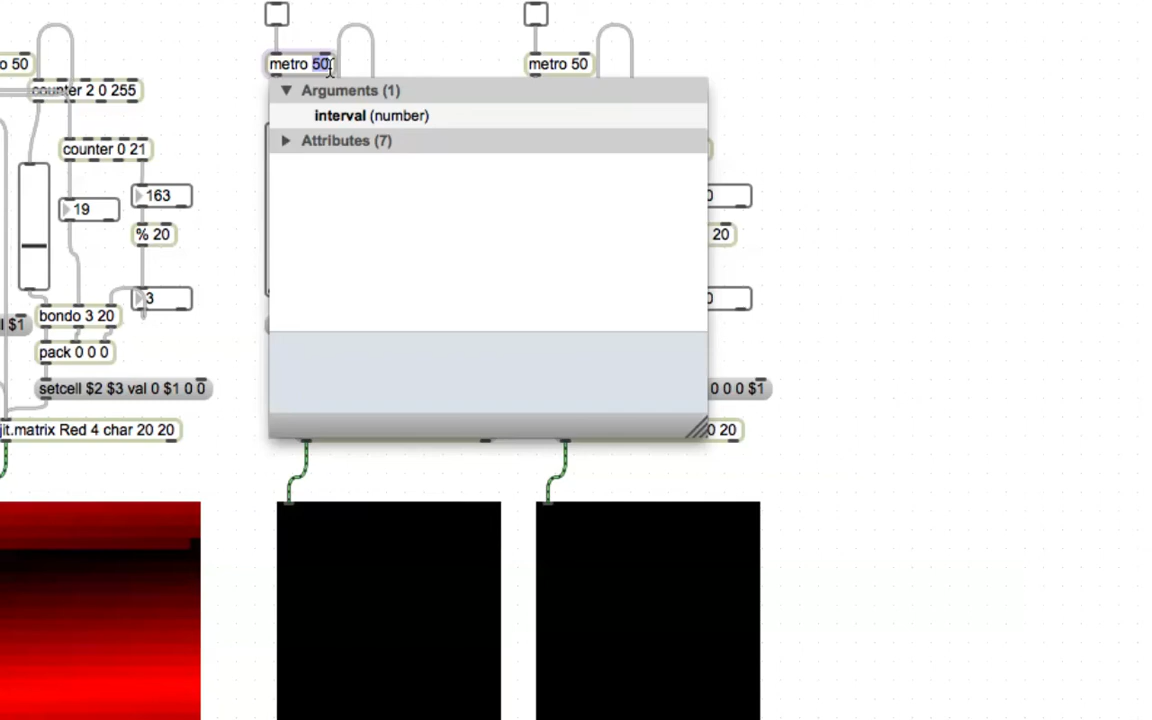 o 50
metro 50
metro 50
counter 2 0 255
Arguments (1)
interval (number)
Attributes (7)
counter 0 21
163
0
19
% 20
20
3
0
bondo 3 20
l $1
pack 0 0 0
setcell $2 $3 val 0 $1 0 0
0 0 0 $1
jit.matrix Red 4 char 20 20
0 20